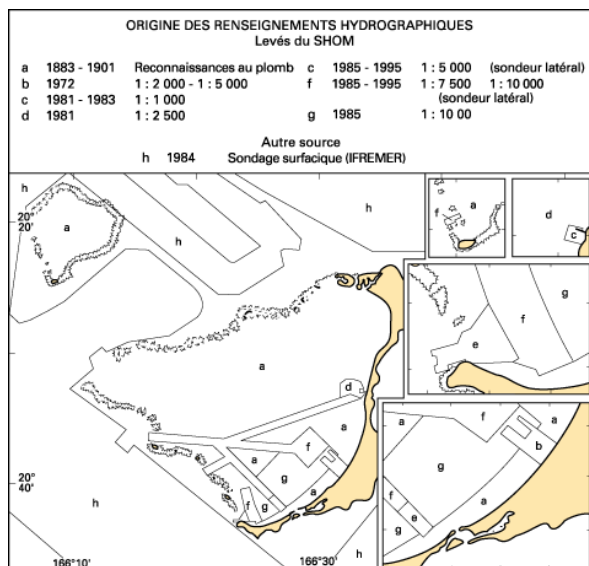 ORIGINE DES RENSEIGNEMENTS HYDROGRAPHIQUES
Levés du SHOM
a 1883 - 1901 Reconnaissances au plomb c 1985 - 1995 1 : 5 000 (sondeur latéral)
b 1972 1 : 2 000 - 1 : 5 000 f 1985 - 1995 1 : 7 500 1 : 10 000
c 1981 - 1983 1 : 1 000 (sondeur latéral)
d 1981 1 : 2 500 g 1985 1 : 10 00
Autre source
h 1984 Sondage surfacique (IFREMER)
h
a
h
h
20°
20'
a
f
d
c
g
f
e
a
d
a
f
a
g
a
f
g
20°
40'
h
h
166°10'
166°30'
a
f
a
b
g
a
f
e
g